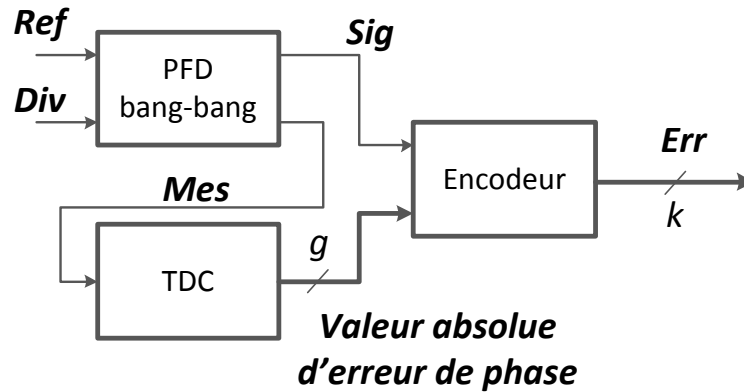 Ref
Sig
PFD
bang-bang
Div
Err
Encodeur
Mes
k
g
TDC
Valeur absolue
d'erreur de phase